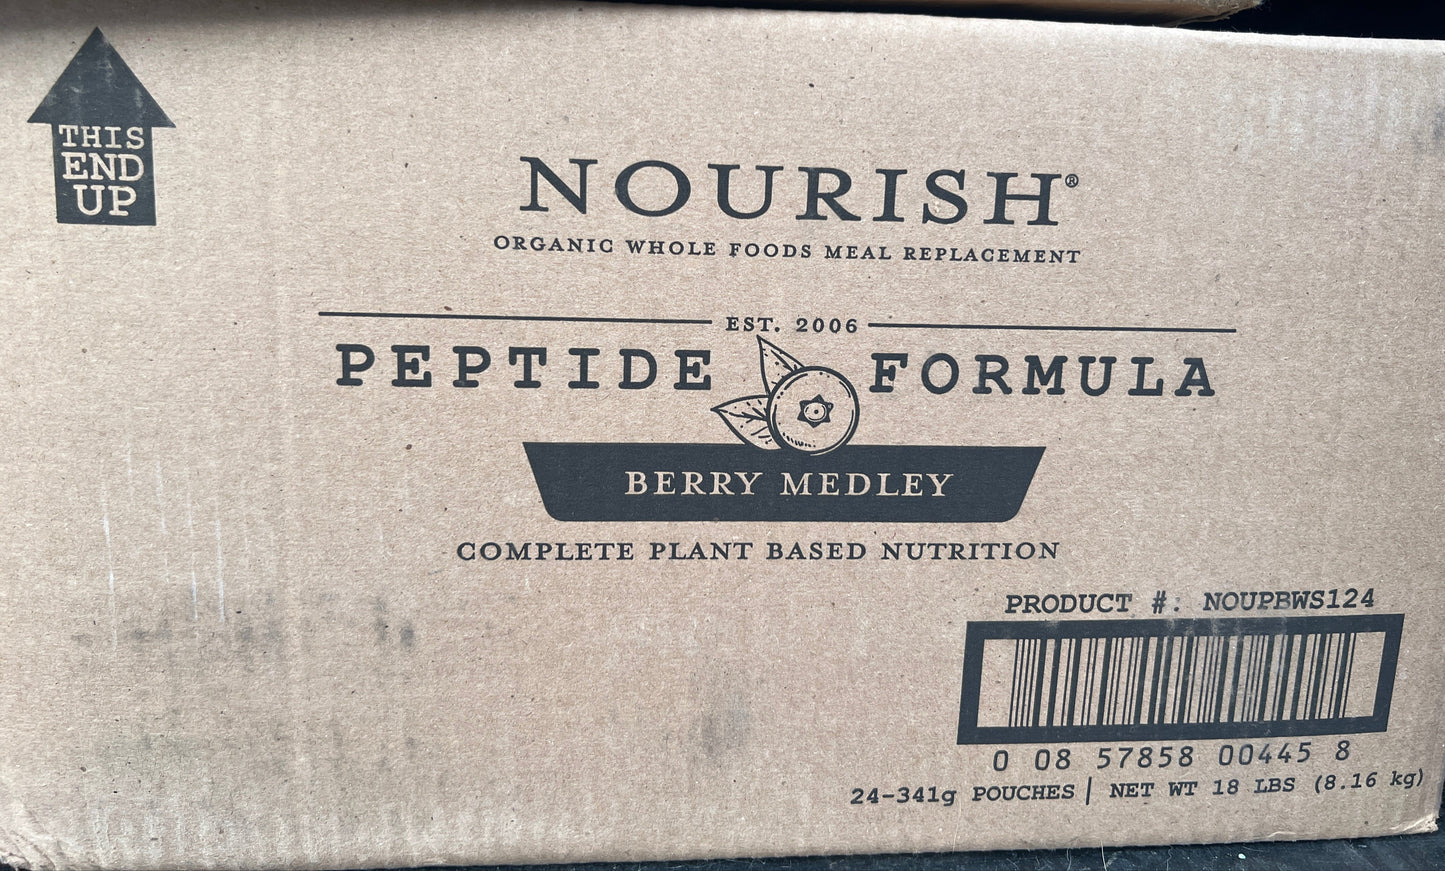 THIS
END
UP
NOURISH®
ORGANIC WHOLE FOODS MEAL REPLACEMENT
EST. 2006
PEPTIDE FORMULA
BERRY MEDLEY
COMPLETE PLANT BASED NUTRITION
PRODUCT #: NOUPBWS124
0 08 57858 00445 8
24-341g POUCHES | NET WT 18 LBS (8.16 kg)